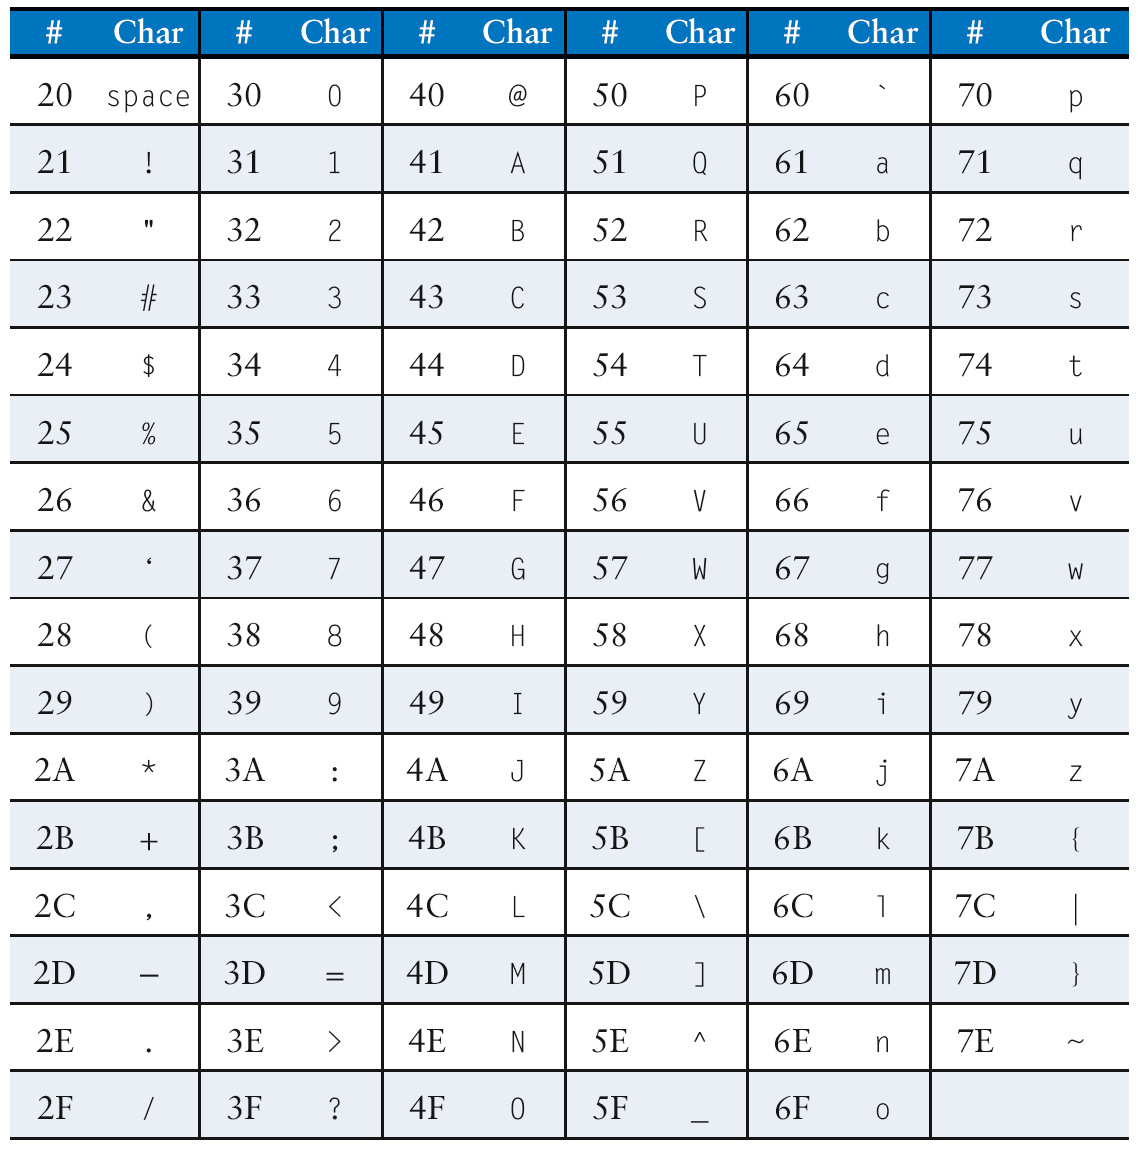 # Char # Char # Char # Char # Char # Char
20 space 30 0 40 @ 50 P 60 ` 70 p
21 ! 31 1 41 A 51 Q 61 a 71 q
22 " 32 2 42 B 52 R 62 b 72 r
23 # 33 3 43 C 53 S 63 c 73 s
24 $ 34 4 44 D 54 T 64 d 74 t
25 % 35 5 45 E 55 U 65 e 75 u
26 & 36 6 46 F 56 V 66 f 76 v
27 ‘ 37 7 47 G 57 W 67 g 77 w
28 ( 38 8 48 H 58 X 68 h 78 x
29 ) 39 9 49 I 59 Y 69 i 79 y
2A * 3A : 4A J 5A Z 6A j 7A z
2B + 3B ; 4B K 5B [ 6B k 7B {
2C , 3C < 4C L 5C \ 6C l 7C |
2D − 3D = 4D M 5D ] 6D m 7D }
2E . 3E > 4E N 5E ^ 6E n 7E ~
2F / 3F ? 4F O 5F _ 6F o